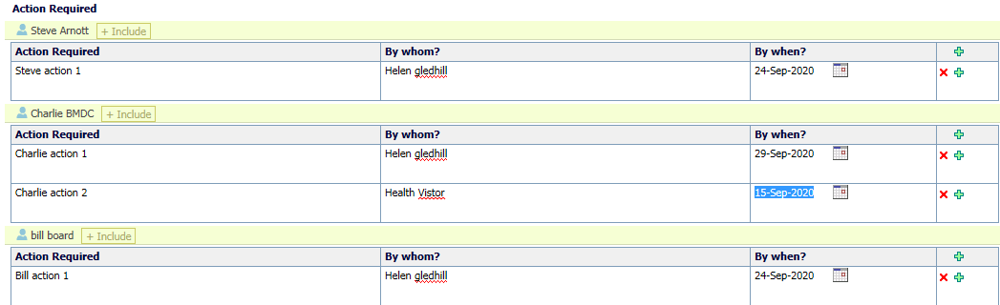 Action Required
Steve Arnott + Include
Action Required By whom? By when?
Steve action 1 Helen gledhill 24-Sep-2020
Charlie BMDC + Include
Action Required By whom? By when?
Charlie action 1 Helen gledhill 29-Sep-2020
Charlie action 2 Health Vistor 15-Sep-2020
bill board + Include
Action Required By whom? By when?
Bill action 1 Helen gledhill 24-Sep-2020